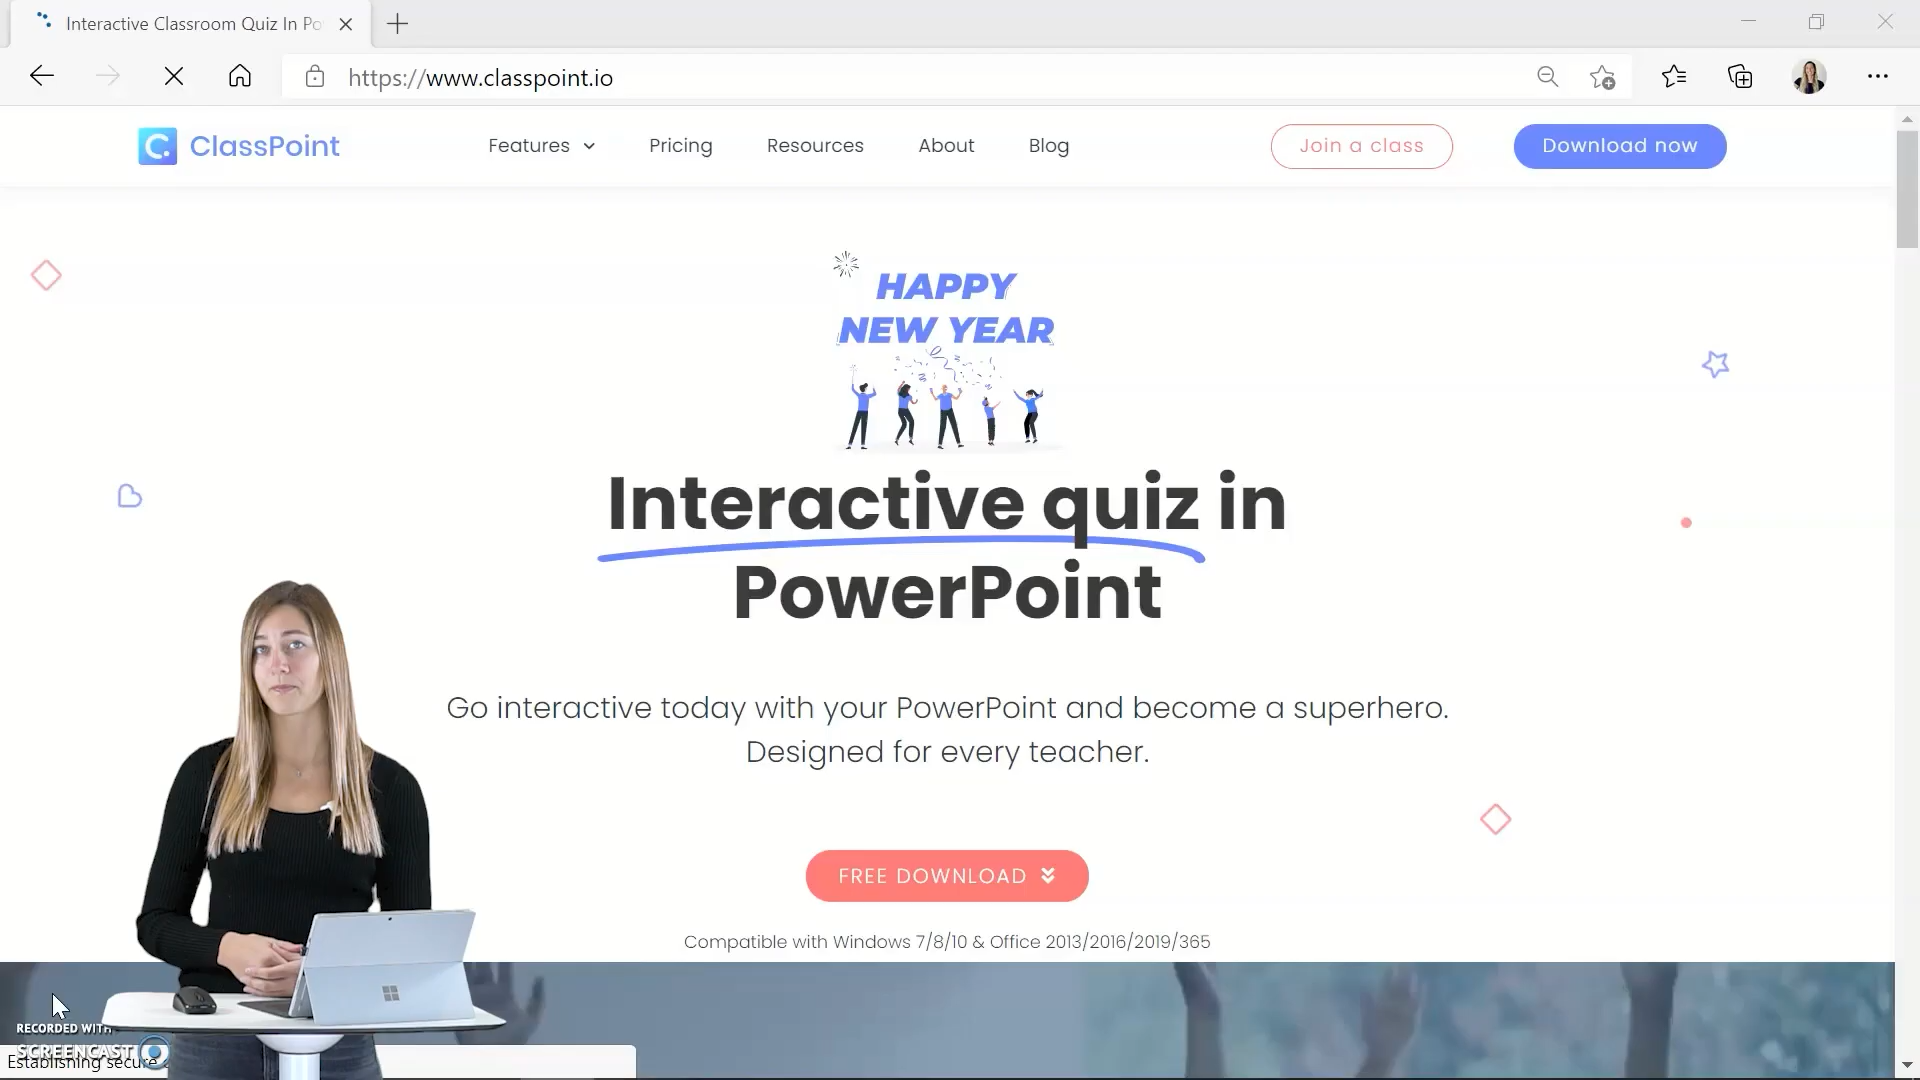 Interactive Classroom Quiz In Po
https://www.classpoint.io
C. ClassPoint
Features
Pricing
Resources
About
Blog
Join a class
Download now
HAPPY
NEW YEAR
Interactive quiz in
PowerPoint
Go interactive today with your PowerPoint and become a superhero.
Designed for every teacher.
FREE DOWNLOAD
Compatible with Windows 7/8/10 & Office 2013/2016/2019/365
RECORDED WITH
SCREENCAST
Establishing secure